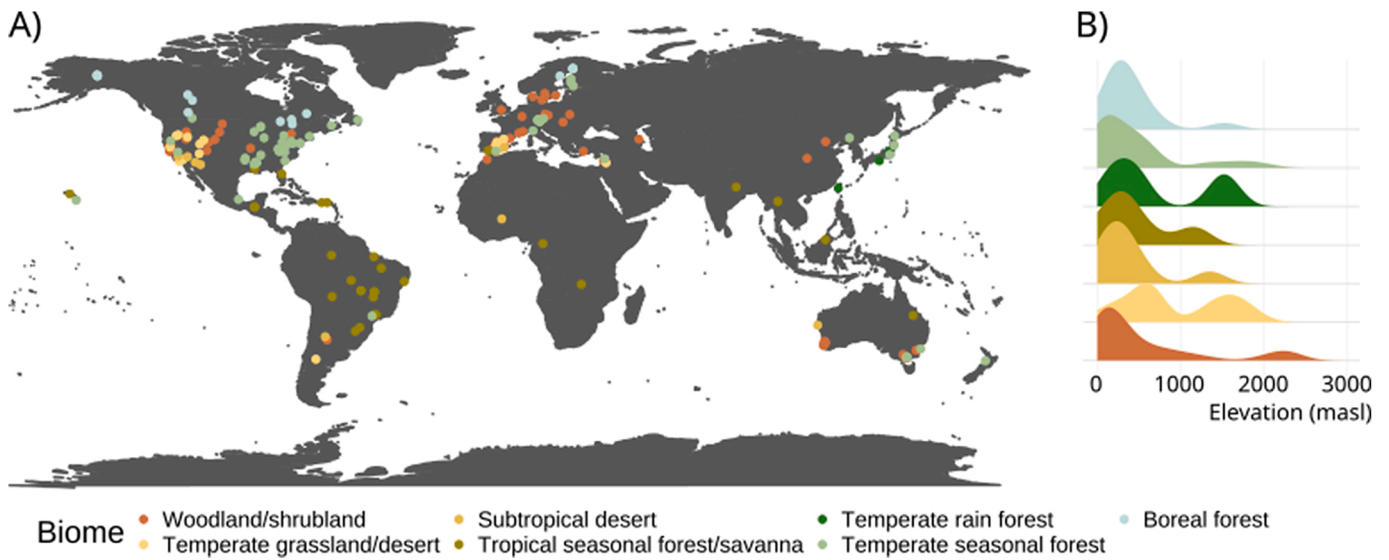 A)
B)
0 1000 2000 3000
Elevation (masl)
Biome
Woodland/shrubland Subtropical desert Temperate rain forest Boreal forest
Temperate grassland/desert Tropical seasonal forest/savanna Temperate seasonal forest